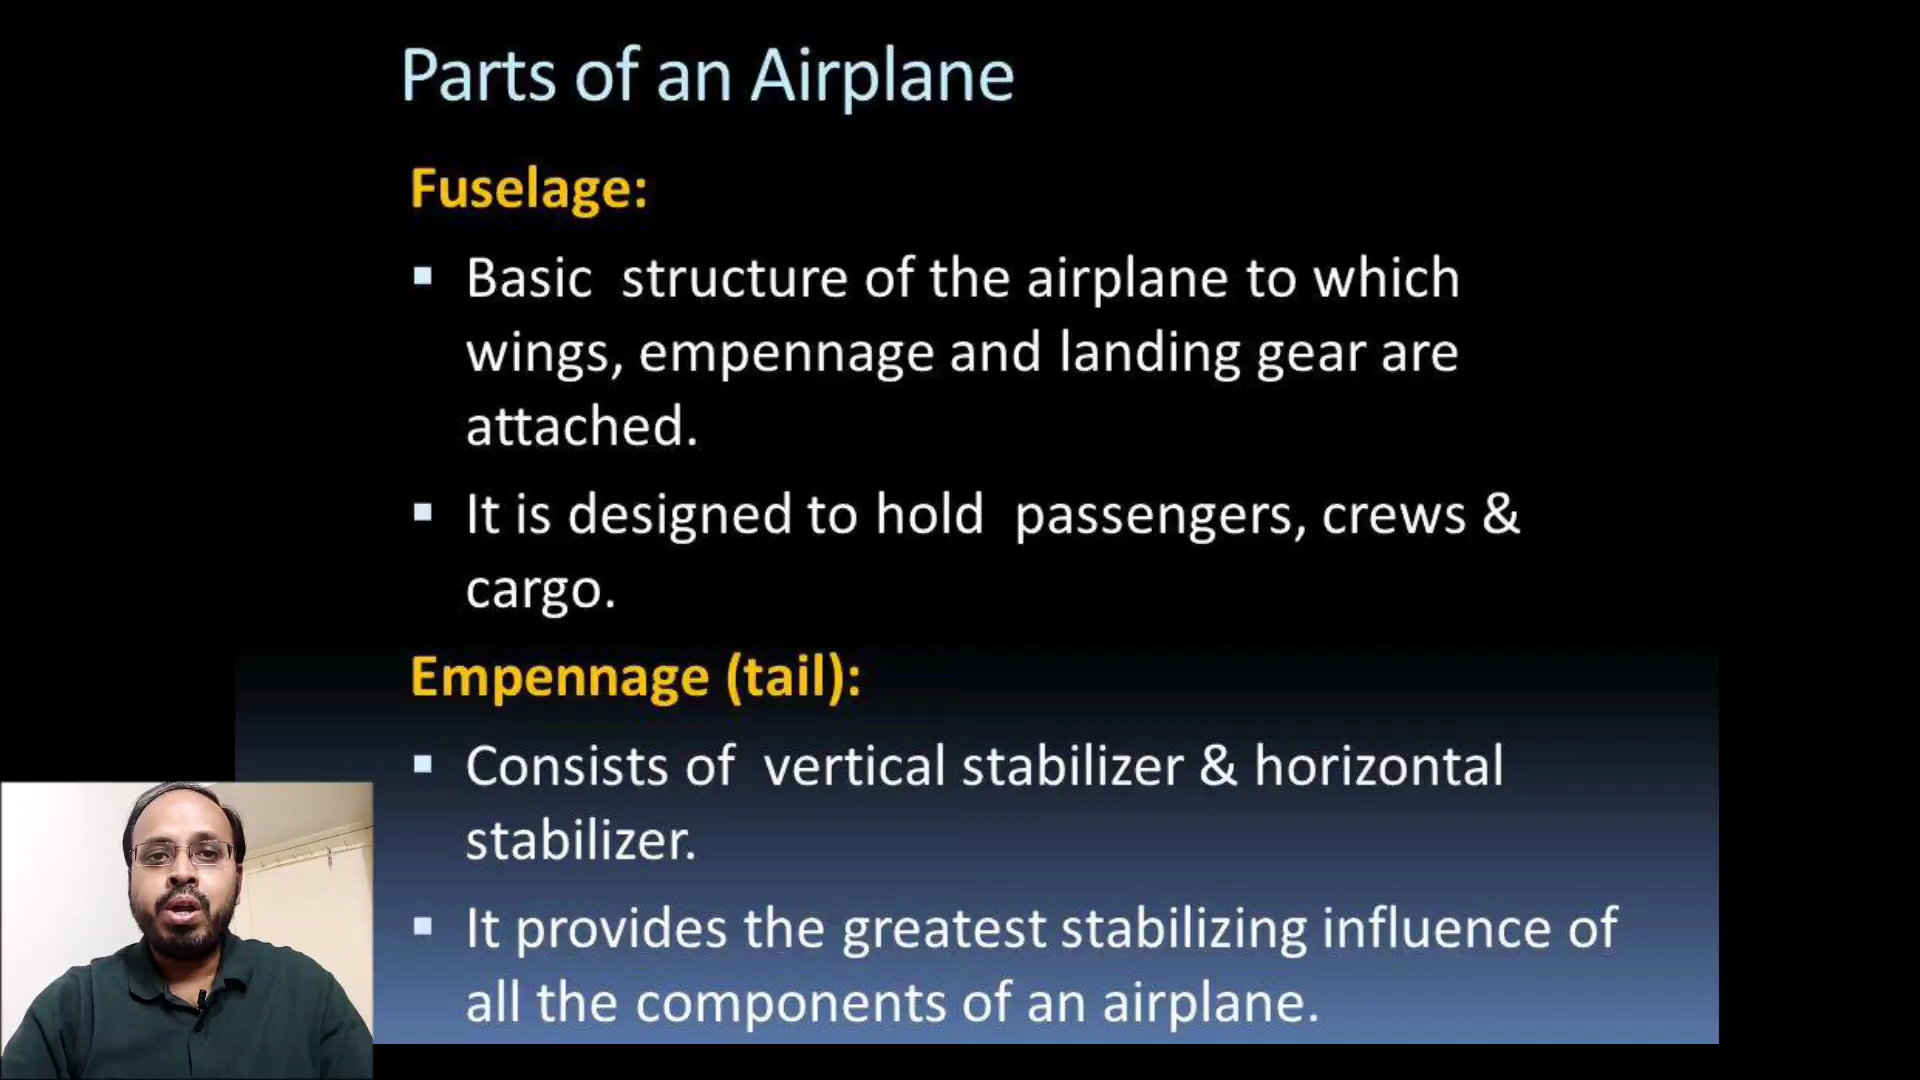 Parts of an Airplane
Fuselage:
▪ Basic structure of the airplane to which
wings, empennage and landing gear are
attached.
▪ It is designed to hold passengers, crews &
cargo.
Empennage (tail):
▪ Consists of vertical stabilizer & horizontal
stabilizer.
▪ It provides the greatest stabilizing influence of
all the components of an airplane.